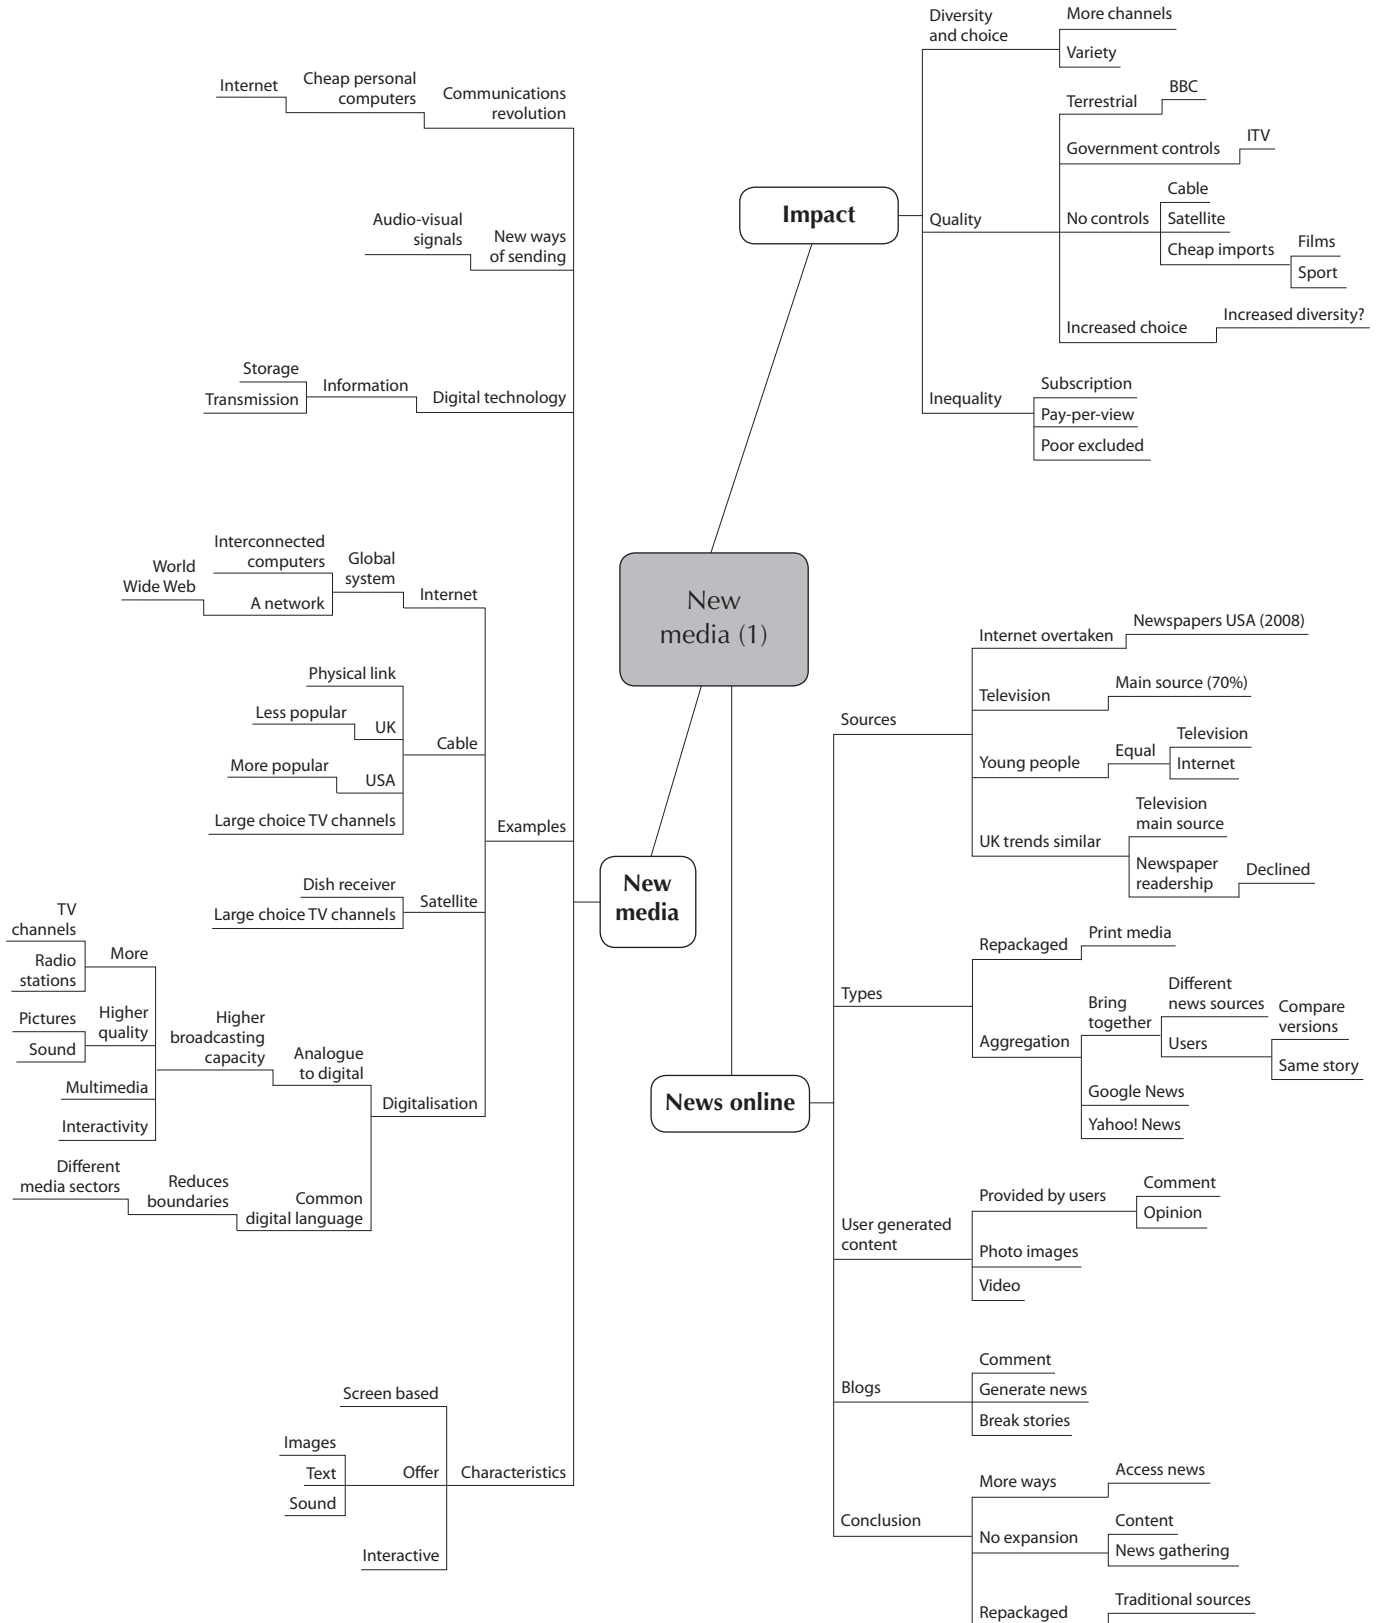 New
media (1)
Impact
Diversity
and choice
More channels
Variety
Quality
Terrestrial
BBC
Government controls
ITV
No controls
Cable
Satellite
Cheap imports
Films
Sport
Increased choice
Increased diversity?
Inequality
Subscription
Pay-per-view
Poor excluded
New
media
Communications
revolution
Cheap personal
computers
Internet
New ways
of sending
Audio-visual
signals
Digital technology
Information
Storage
Transmission
Examples
Internet
Global
system
Interconnected
computers
A network
World
Wide Web
Cable
Physical link
UK
Less popular
USA
More popular
Large choice TV channels
Satellite
Dish receiver
Large choice TV channels
Digitalisation
Analogue
to digital
Higher
broadcasting
capacity
More
TV
channels
Radio
stations
Higher
quality
Pictures
Sound
Multimedia
Interactivity
Common
digital language
Reduces
boundaries
Different
media sectors
Characteristics
Screen based
Offer
Images
Text
Sound
Interactive
News online
Sources
Internet overtaken
Newspapers USA (2008)
Television
Main source (70%)
Young people
Equal
Television
Internet
UK trends similar
Television
main source
Newspaper
readership
Declined
Types
Repackaged
Print media
Aggregation
Bring
together
Different
news sources
Users
Compare
versions
Same story
Google News
Yahoo! News
User generated
content
Provided by users
Comment
Opinion
Photo images
Video
Blogs
Comment
Generate news
Break stories
Conclusion
More ways
Access news
No expansion
Content
News gathering
Repackaged
Traditional sources